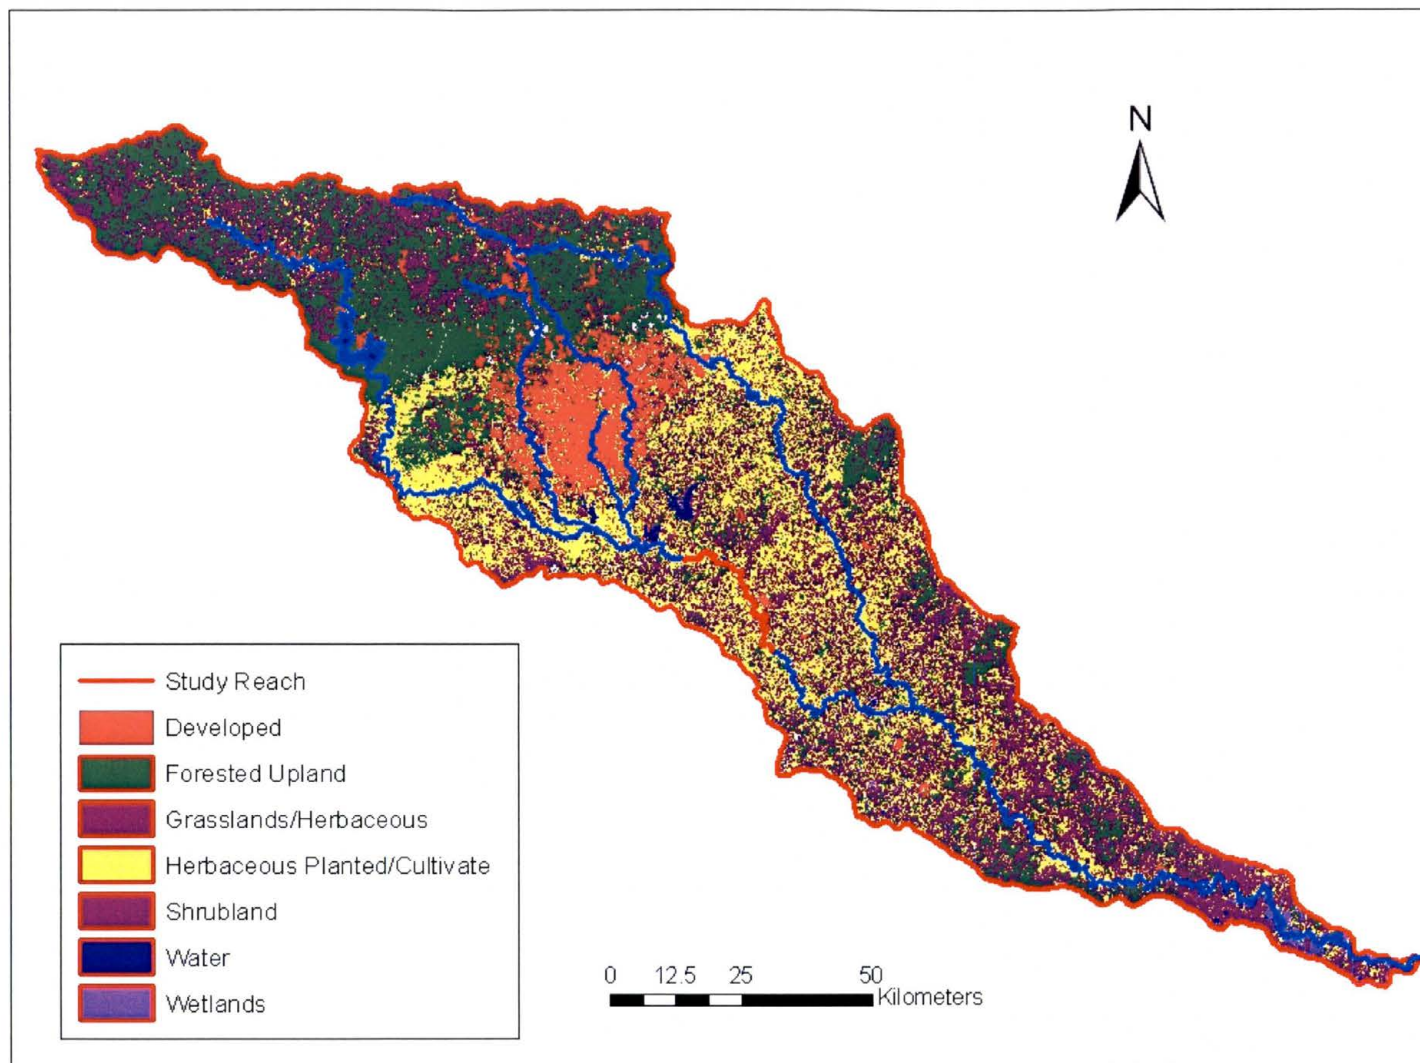 N
Study Reach
Developed
Forested Upland
Grasslands/Herbaceous
Herbaceous Planted/Cultivate
Shrubland
Water
Wetlands
0 12.5 25 50
Kilometers